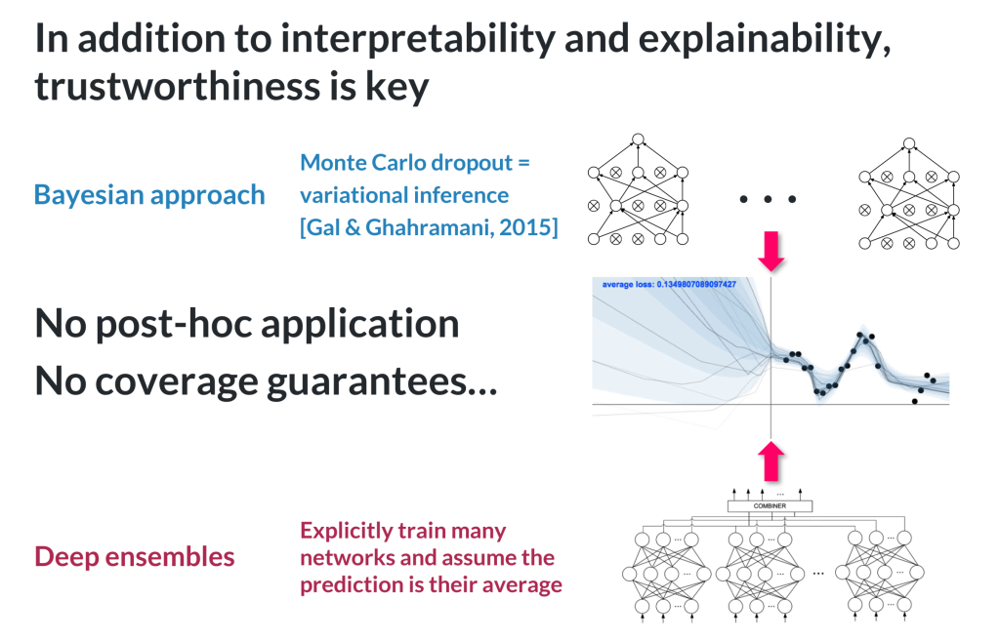 In addition to interpretability and explainability,
trustworthiness is key
Bayesian approach
Monte Carlo dropout =
variational inference
[Gal & Ghahramani, 2015]
average loss: 0.1349807089097427
No post-hoc application
No coverage guarantees...
COMBINER
Deep ensembles
Explicitly train many
networks and assume the
prediction is their average